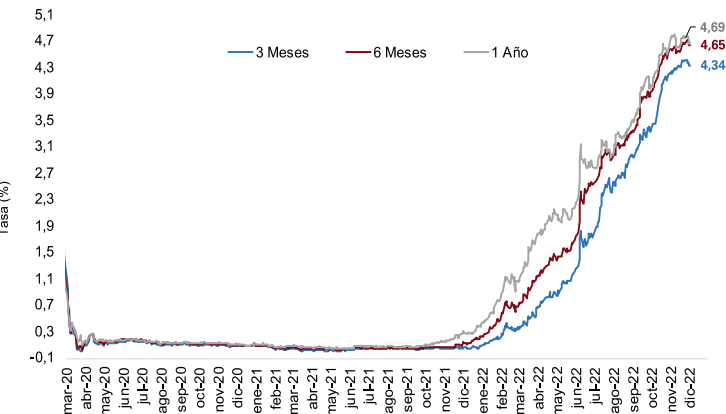 5,1
4,7
4,3
3,9
3,5
3,1
2,7
2,3
1,9
1,5
1,1
0,7
0,3
-0,1
Tasa (%)
3 Meses
6 Meses
1 Año
4,69
4,65
4,34
mar-20
abr-20
may-20
jun-20
jul-20
ago-20
sep-20
oct-20
nov-20
dic-20
ene-21
feb-21
mar-21
abr-21
may-21
jun-21
jul-21
ago-21
sep-21
oct-21
nov-21
dic-21
ene-22
feb-22
mar-22
abr-22
may-22
jun-22
jul-22
ago-22
sep-22
oct-22
nov-22
dic-22